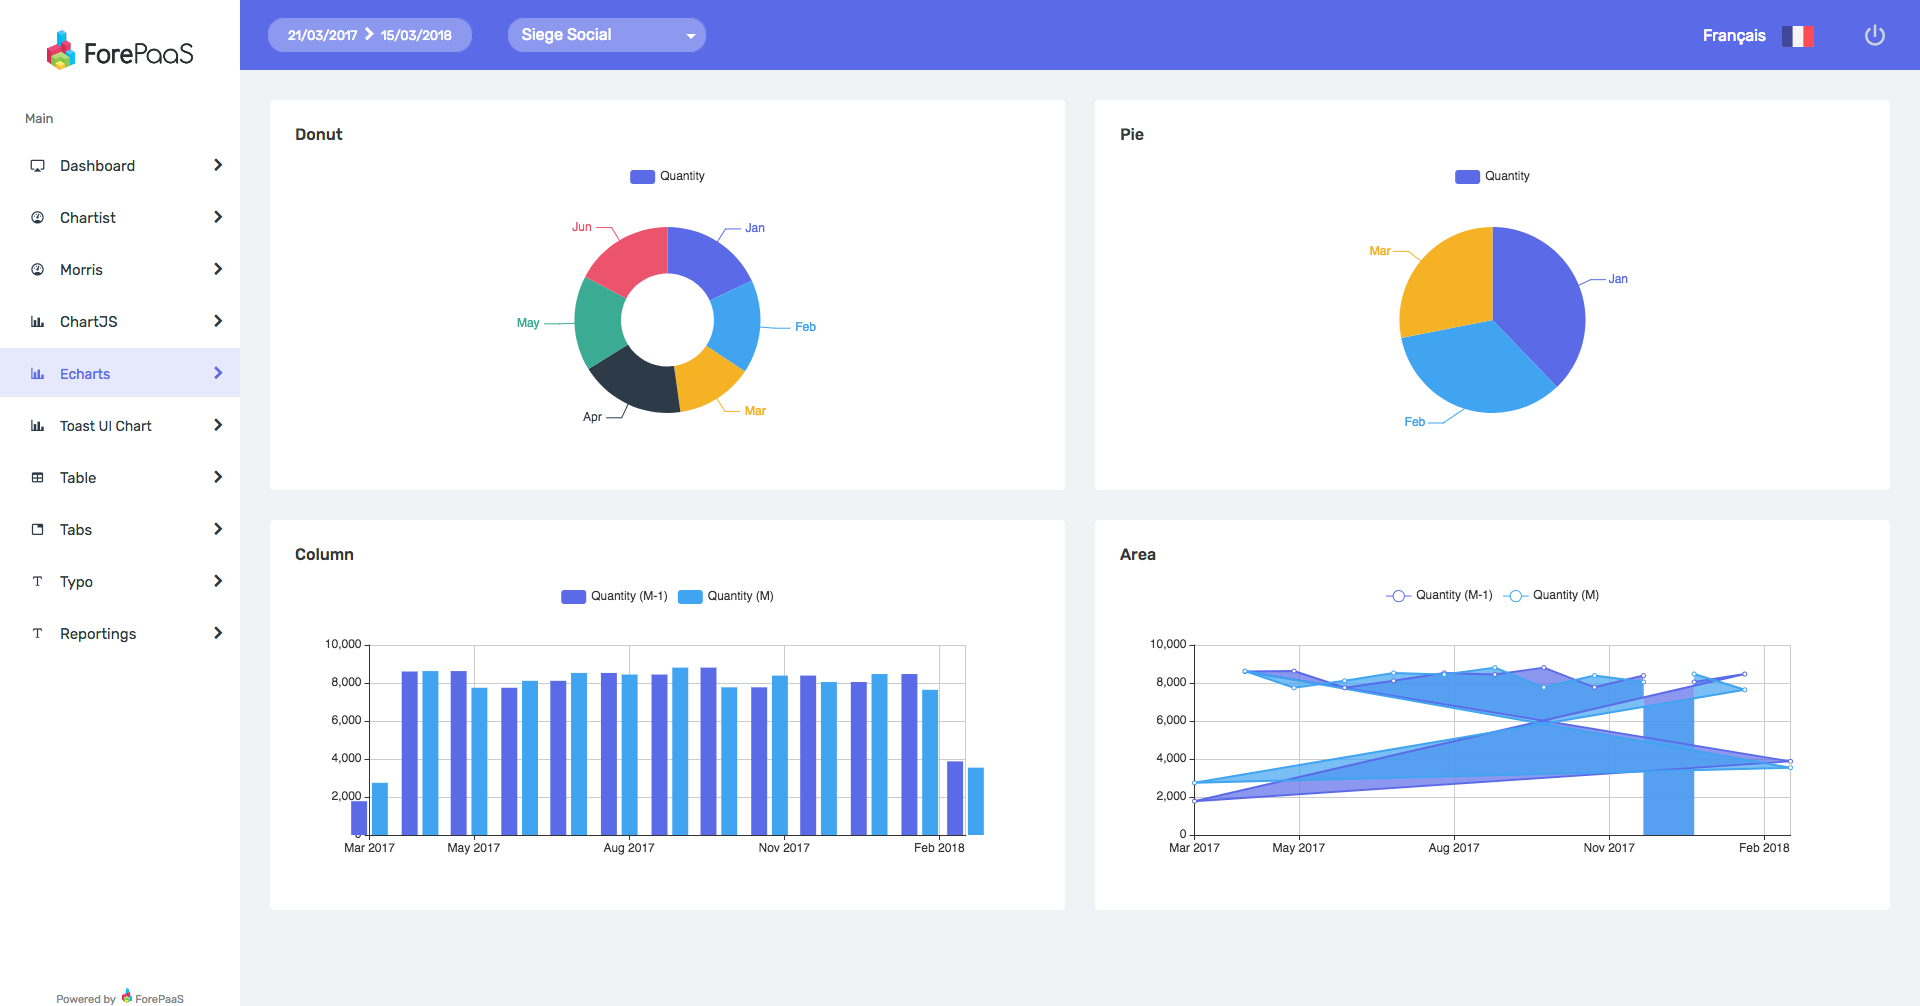 ForePaaS
21/03/2017 15/03/2018
Siege Social
Français
Main
Dashboard
Chartist
Morris
ChartJS
Echarts
Toast UI Chart
Table
Tabs
Typo
Reportings
Powered by ForePaaS
Donut
Quantity
Jun
Jan
May
Feb
Apr
Mar
Pie
Quantity
Mar
Jan
Feb
Column
Quantity (M-1) Quantity (M)
10,000
8,000
6,000
4,000
2,000
0
Mar 2017 May 2017 Aug 2017 Nov 2017 Feb 2018
Area
Quantity (M-1) Quantity (M)
10,000
8,000
6,000
4,000
2,000
0
Mar 2017 May 2017 Aug 2017 Nov 2017 Feb 2018